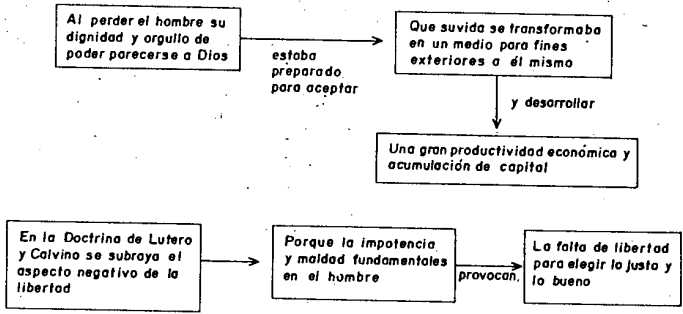 Al perder el hombre su
dignidad y orgullo de
poder parecerse a Dios
estaba
preparado
para aceptar
Que suvida se transformaba
en un medio para fines
exteriores a él mismo
y desarrollar
Una gran productividad económica y
acumulación de capital
En la Doctrina de Lutero
y Calvino se subraya el
aspecto negativo de la
libertad
Porque la impotencia
y maldad fundamentales
en el hombre
provocan
La falta de libertad
para elegir lo justa y
lo bueno